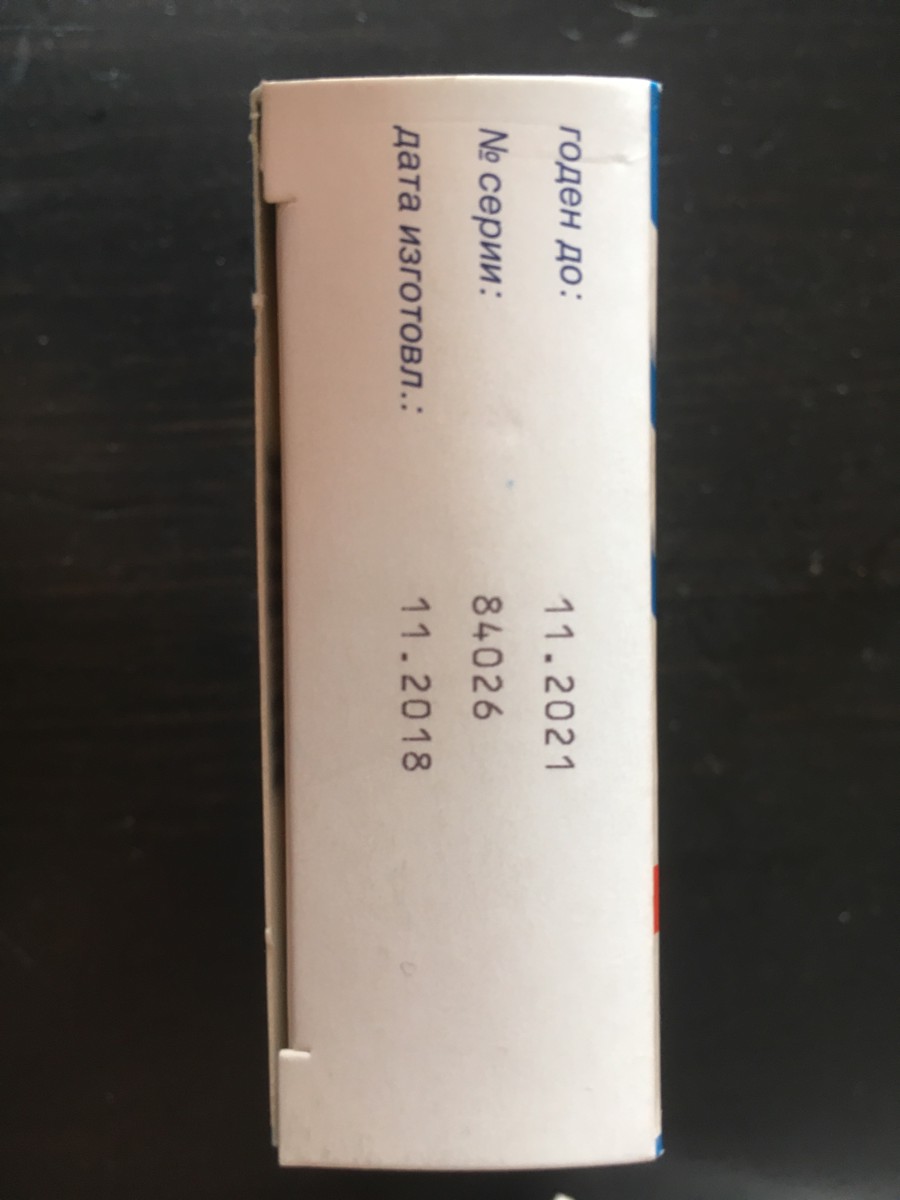 годен до: 11.2021
№ серии: 84026
дата изготовл.: 11.2018